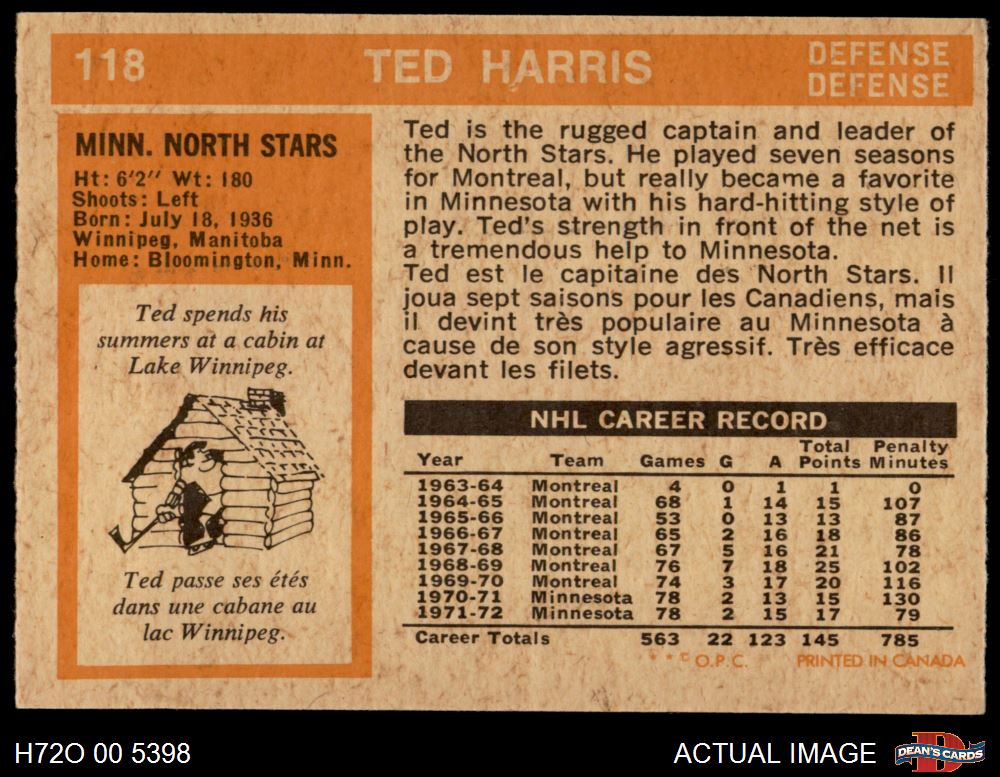 118 TED HARRIS DEFENSE
DEFENSE
MINN. NORTH STARS
Ht: 6'2" Wt: 180
Shoots: Left
Born: July 18, 1936
Winnipeg, Manitoba
Home: Bloomington, Minn.
Ted spends his
summers at a cabin at
Lake Winnipeg.
Ted passe ses étés
dans une cabane au
lac Winnipeg.
Ted is the rugged captain and leader of
the North Stars. He played seven seasons
for Montreal, but really became a favorite
in Minnesota with his hard-hitting style of
play. Ted's strength in front of the net is
a tremendous help to Minnesota.
Ted est le capitaine des North Stars. Il
joua sept saisons pour les Canadiens, mais
il devint très populaire au Minnesota à
cause de son style agressif. Très efficace
devant les filets.
NHL CAREER RECORD
Year Team Games G A Total Points Penalty Minutes
1963-64 Montreal 4 0 1 1 0
1964-65 Montreal 68 1 14 15 107
1965-66 Montreal 53 0 13 13 87
1966-67 Montreal 65 2 16 18 86
1967-68 Montreal 67 5 16 21 78
1968-69 Montreal 76 7 18 25 102
1969-70 Montreal 74 3 17 20 116
1970-71 Minnesota 78 2 13 15 130
1971-72 Minnesota 78 2 15 17 79
Career Totals 563 22 123 145 785
* * © O.P.C. PRINTED IN CANADA
H72O 00 5398 ACTUAL IMAGE DEAN'S CARDS